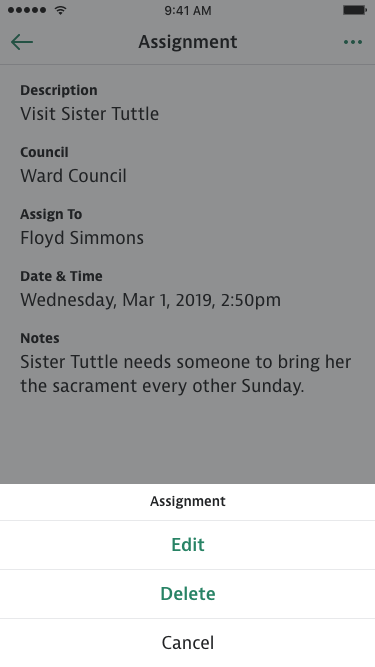 9:41 AM
Assignment
Description
Visit Sister Tuttle
Council
Ward Council
Assign To
Floyd Simmons
Date & Time
Wednesday, Mar 1, 2019, 2:50pm
Notes
Sister Tuttle needs someone to bring her
the sacrament every other Sunday.
Assignment
Edit
Delete
Cancel